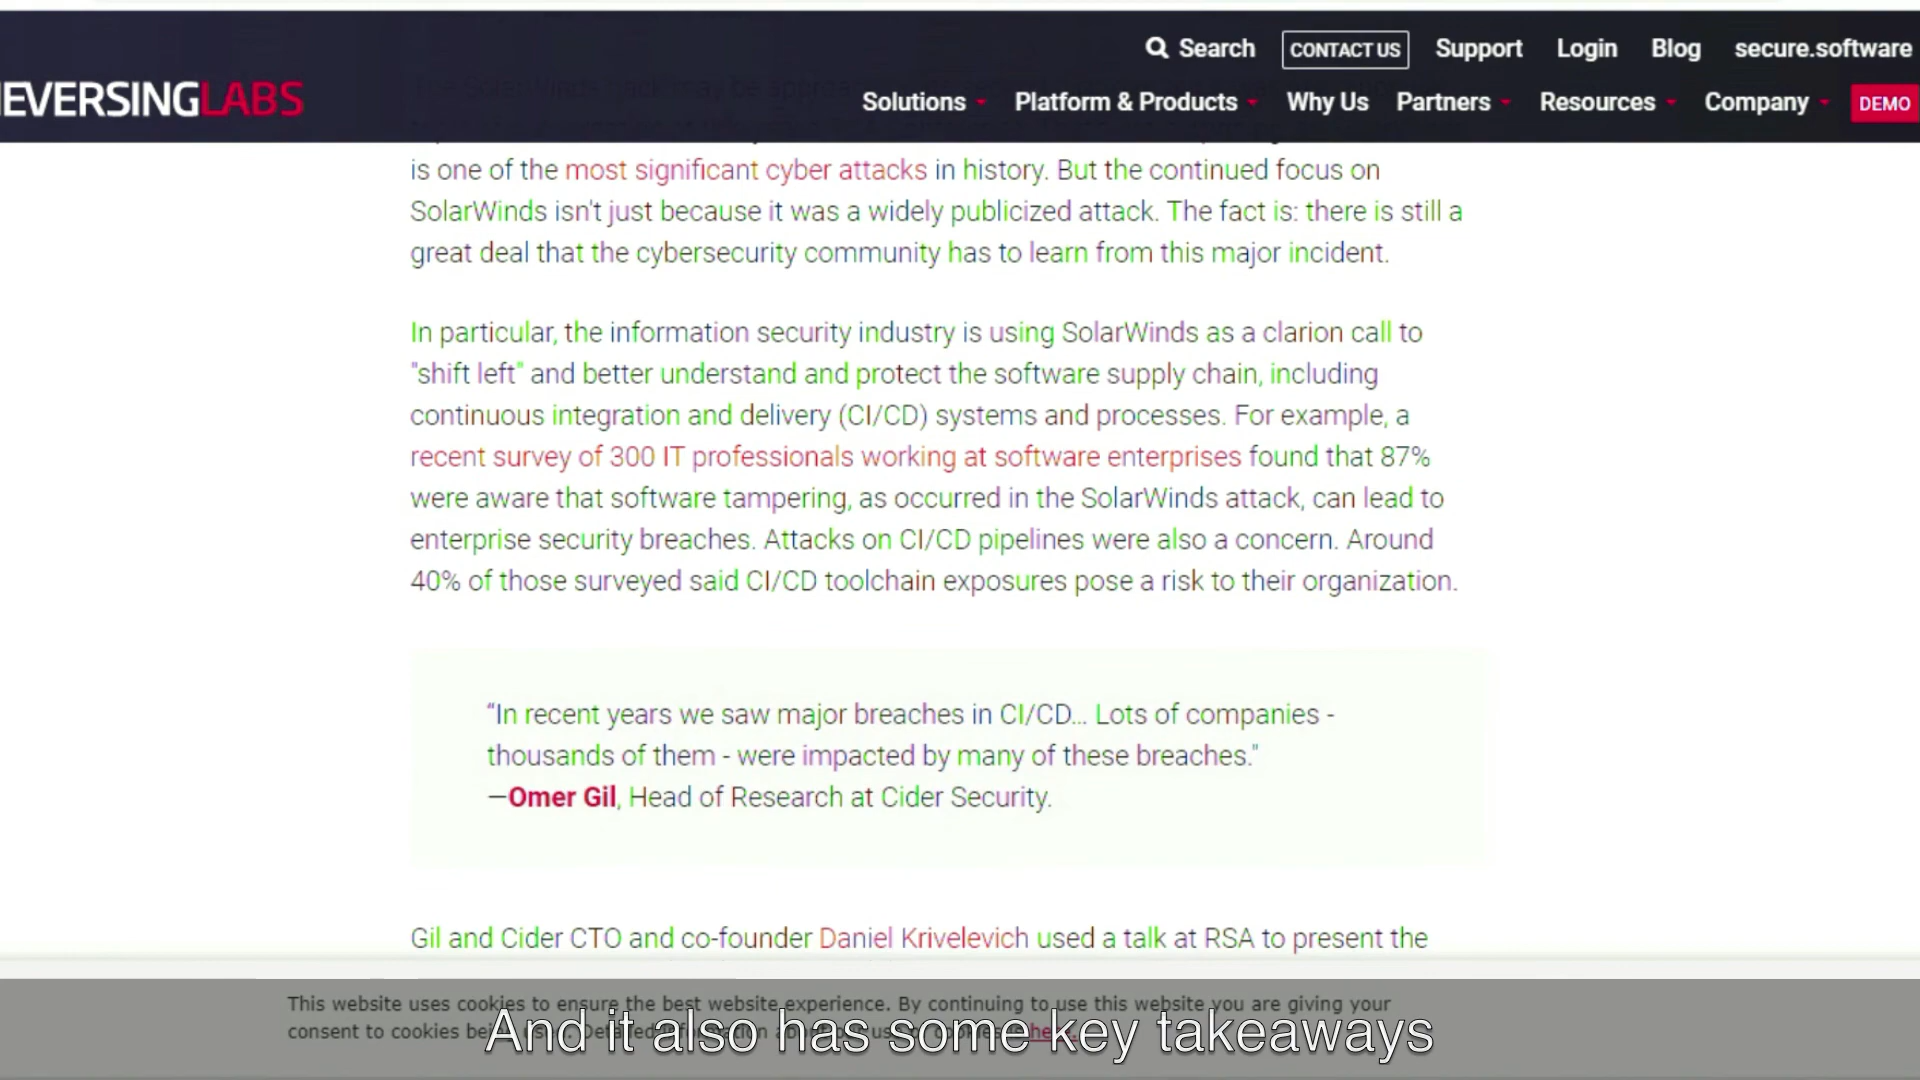 Search CONTACT US Support Login Blog secure.software
EVERSINGLABS Solutions Platform & Products Why Us Partners Resources Company DEMO
is one of the most significant cyber attacks in history. But the continued focus on
SolarWinds isn't just because it was a widely publicized attack. The fact is: there is still a
great deal that the cybersecurity community has to learn from this major incident.
In particular, the information security industry is using SolarWinds as a clarion call to
"shift left" and better understand and protect the software supply chain, including
continuous integration and delivery (CI/CD) systems and processes. For example, a
recent survey of 300 IT professionals working at software enterprises found that 87%
were aware that software tampering, as occurred in the SolarWinds attack, can lead to
enterprise security breaches. Attacks on CI/CD pipelines were also a concern. Around
40% of those surveyed said CI/CD toolchain exposures pose a risk to their organization.
“In recent years we saw major breaches in CI/CD... Lots of companies -
thousands of them - were impacted by many of these breaches."
—Omer Gil, Head of Research at Cider Security.
Gil and Cider CTO and co-founder Daniel Krivelevich used a talk at RSA to present the
This website uses cookies to ensure the best website experience. By continuing to use this website you are giving your
consent to cookies
And it also has some key takeaways